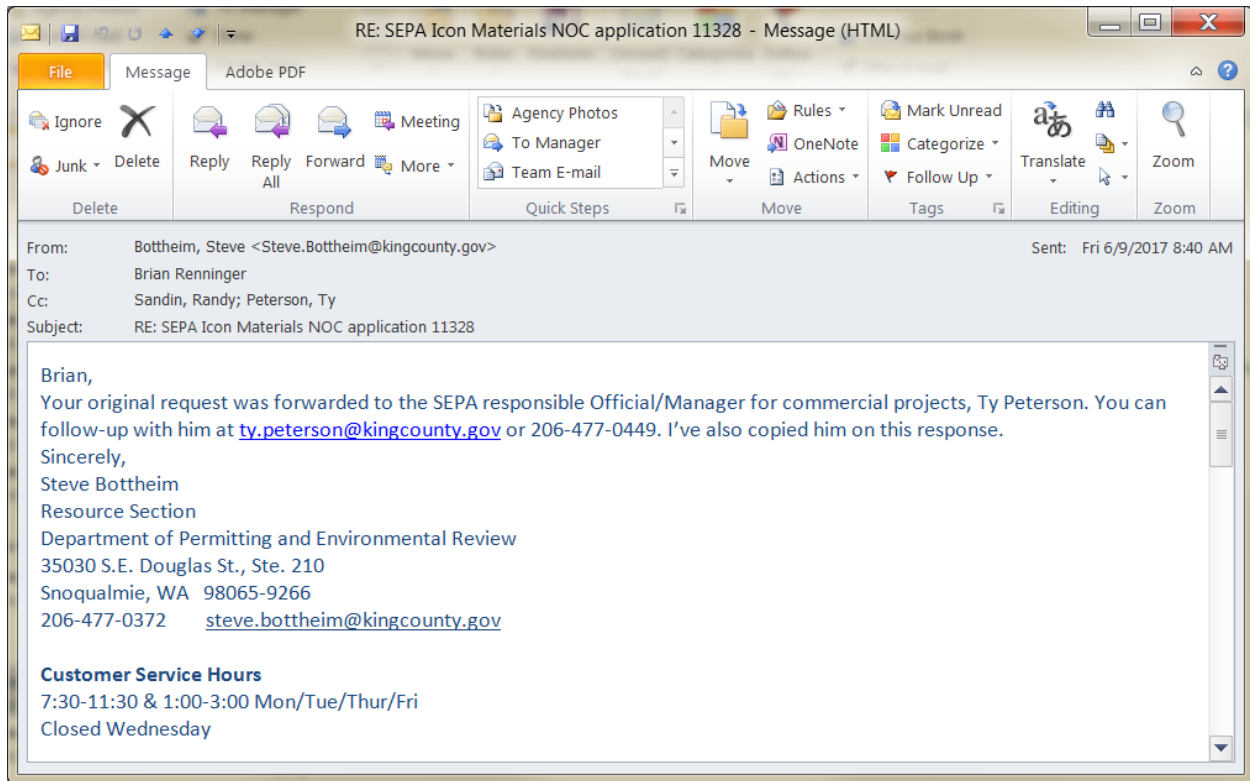 RE: SEPA Icon Materials NOC application 11328 - Message (HTML)
File Message Adobe PDF
Ignore
Junk
Delete
Reply
Reply All
Forward
Meeting
More
Agency Photos
To Manager
Team E-mail
Move
Rules
OneNote
Actions
Mark Unread
Categorize
Follow Up
Translate
Zoom
Delete Respond Quick Steps Move Tags Editing Zoom
From: Bottheim, Steve <Steve.Bottheim@kingcounty.gov> Sent: Fri 6/9/2017 8:40 AM
To: Brian Renninger
Cc: Sandin, Randy; Peterson, Ty
Subject: RE: SEPA Icon Materials NOC application 11328
Brian,
Your original request was forwarded to the SEPA responsible Official/Manager for commercial projects, Ty Peterson. You can
follow-up with him at ty.peterson@kingcounty.gov or 206-477-0449. I've also copied him on this response.
Sincerely,
Steve Bottheim
Resource Section
Department of Permitting and Environmental Review
35030 S.E. Douglas St., Ste. 210
Snoqualmie, WA 98065-9266
206-477-0372 steve.bottheim@kingcounty.gov
Customer Service Hours
7:30-11:30 & 1:00-3:00 Mon/Tue/Thur/Fri
Closed Wednesday